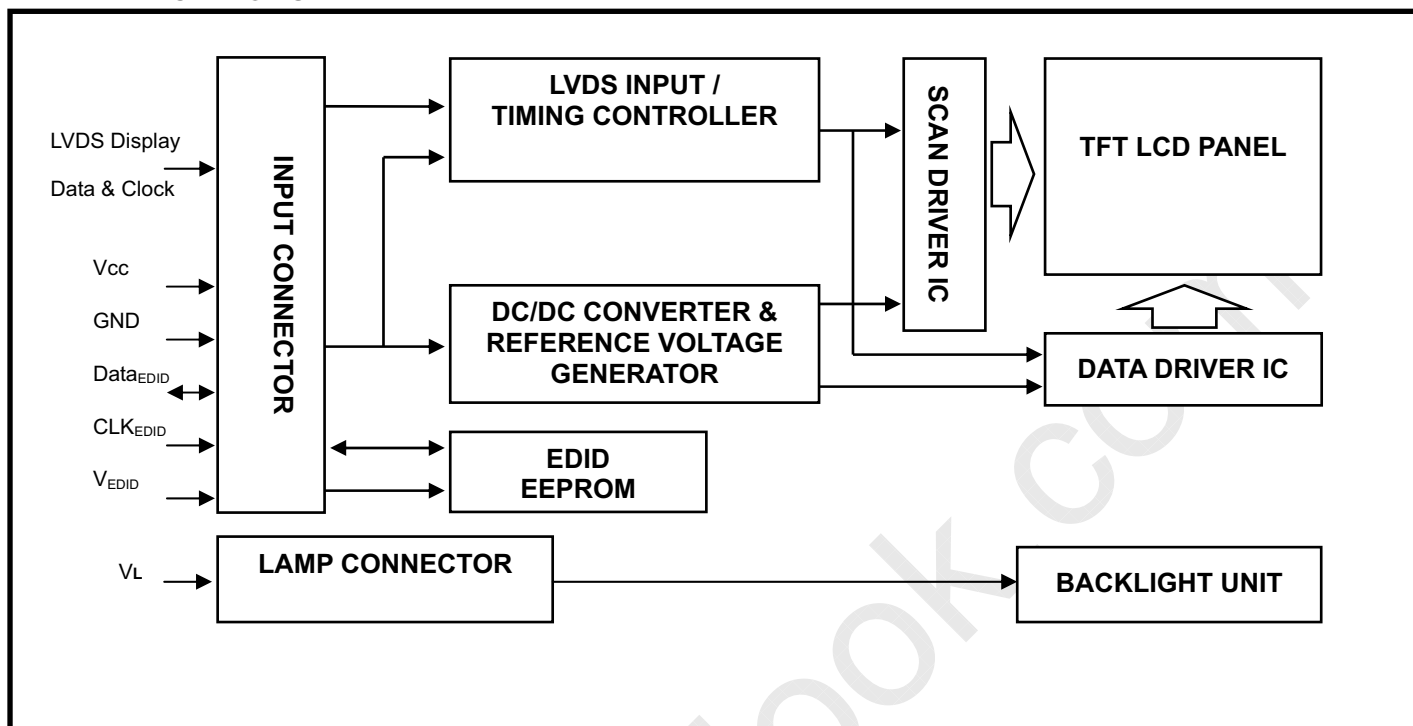 LVDS INPUT /
TIMING CONTROLLER
SCAN DRIVER IC
TFT LCD PANEL
LVDS Display
Data & Clock
INPUT CONNECTOR
Vcc
GND
DataEDID
CLKEDID
VEDID
DC/DC CONVERTER &
REFERENCE VOLTAGE
GENERATOR
DATA DRIVER IC
EDID
EEPROM
VL
LAMP CONNECTOR
BACKLIGHT UNIT